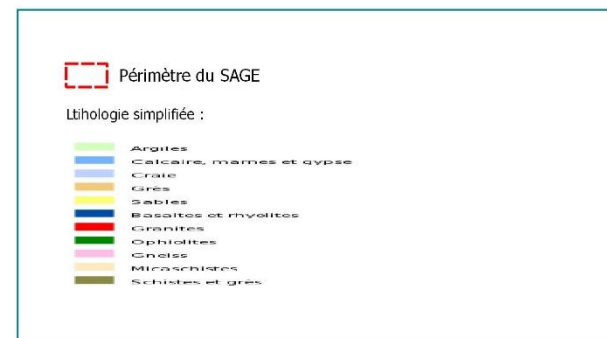 Périmètre du SAGE
Ltihologie simplifiée :
Argiles
Calcaire, marnes et gypse
Craie
Grès
Sables
Basaltes et rhyolites
Granites
Ophiolites
Gneiss
Micaschistes
Schistes et grès